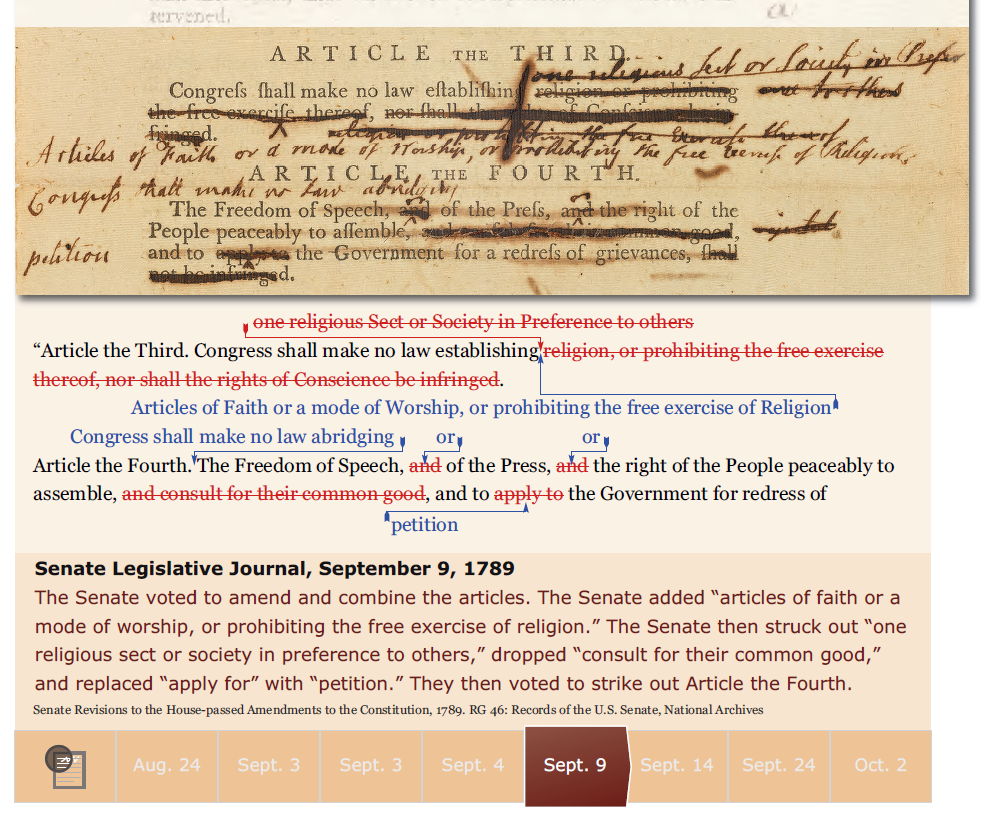 tervened.
ARTICLE THE THIRD.
one religious Sect or Society in Prefer
Congreſs ſhall make no law eſtabliſhing religion or prohibiting
ence to others
the free exerciſe thereof, nor ſhall the rights of Conſcience be in
fringed.
religion or prohibiting the free Exercise thereof
Articles of Faith or a mode of Worship, or prohibiting the free exercise of Religion,
ARTICLE THE FOURTH.
Congreſs shall make no law abridging
The Freedom of Speech, and of the Preſs, and the right of the
People peaceably to aſſemble, and conſult for their common good,
and to apply to the Government for a redreſs of grievances, ſhall
petition
not be infringed.
one religious Sect or Society in Preference to others
“Article the Third. Congress shall make no law establishing religion, or prohibiting the free exercise
thereof, nor shall the rights of Conscience be infringed.
Articles of Faith or a mode of Worship, or prohibiting the free exercise of Religion
Congress shall make no law abridging or or
Article the Fourth. The Freedom of Speech, and of the Press, and the right of the People peaceably to
assemble, and consult for their common good, and to apply to the Government for redress of
petition
Senate Legislative Journal, September 9, 1789
The Senate voted to amend and combine the articles. The Senate added “articles of faith or a
mode of worship, or prohibiting the free exercise of religion.” The Senate then struck out “one
religious sect or society in preference to others,” dropped “consult for their common good,”
and replaced “apply for” with “petition.” They then voted to strike out Article the Fourth.
Senate Revisions to the House-passed Amendments to the Constitution, 1789. RG 46: Records of the U.S. Senate, National Archives
Aug. 24 Sept. 3 Sept. 3 Sept. 4 Sept. 9 Sept. 14 Sept. 24 Oct. 2